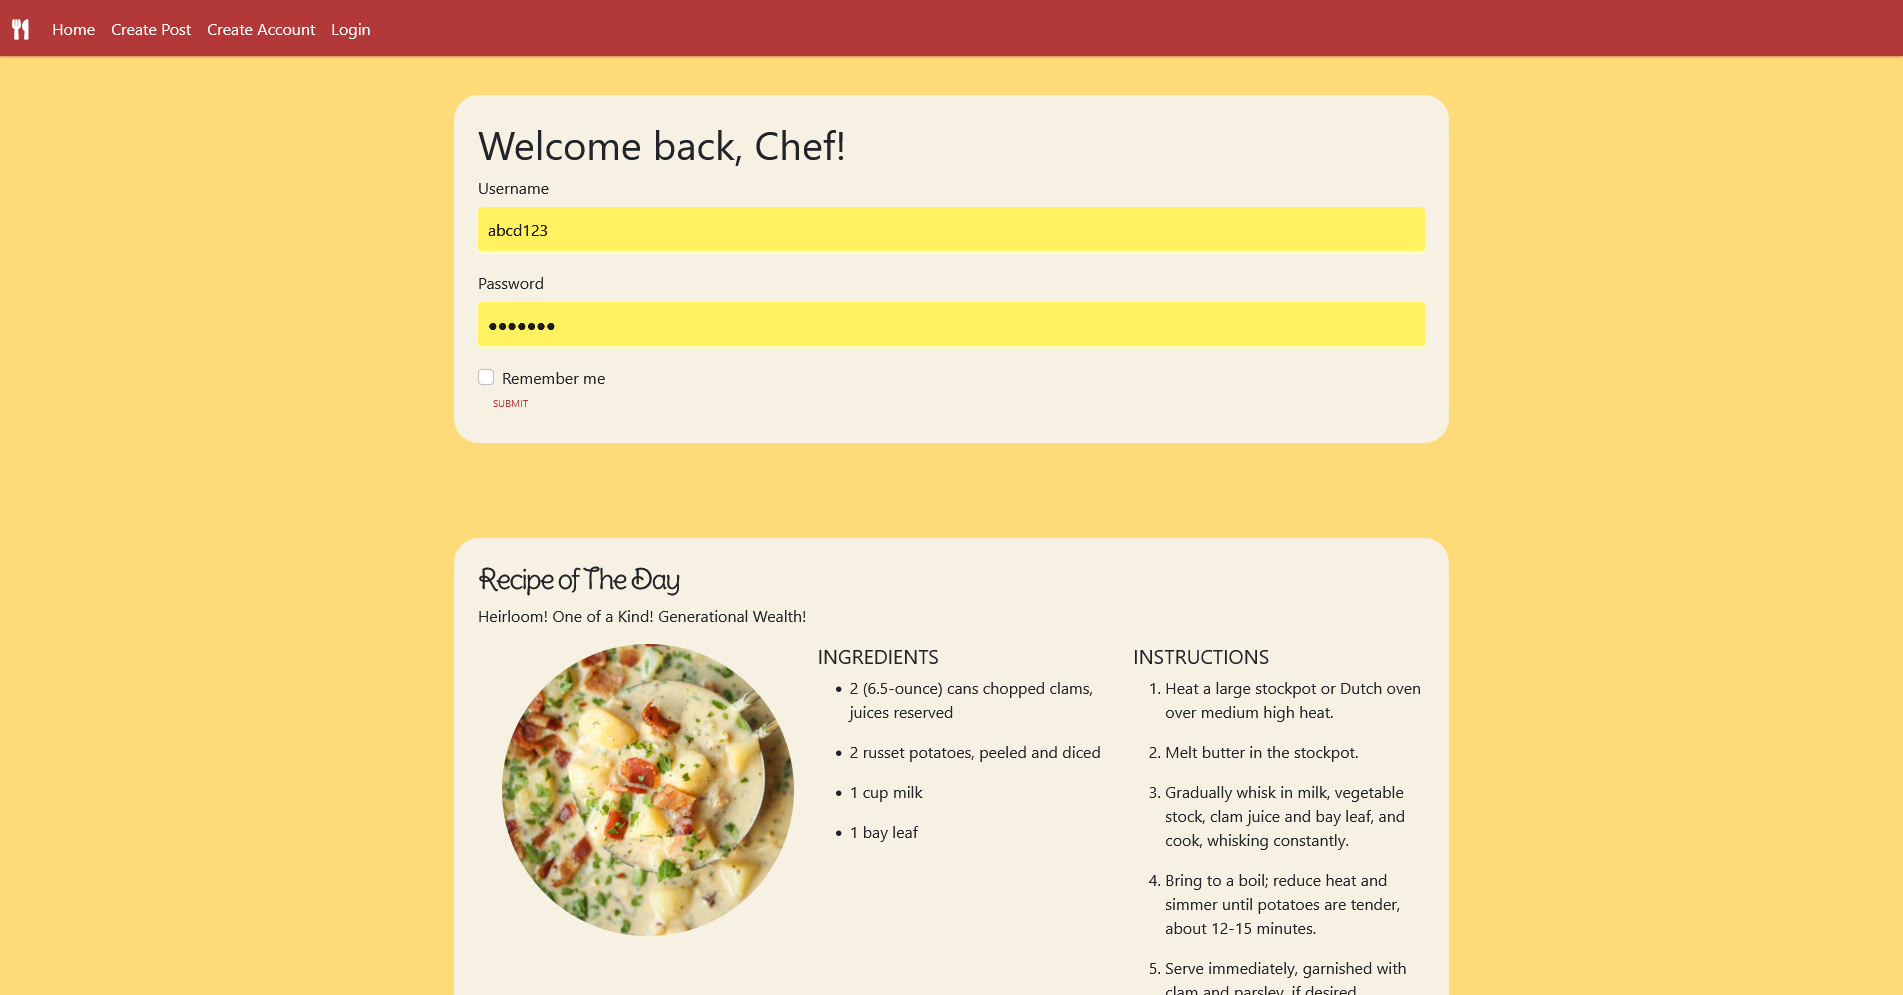 Home Create Post Create Account Login
Welcome back, Chef!
Username
abcd123
Password
•••••••
Remember me
SUBMIT
Recipe of The Day
Heirloom! One of a Kind! Generational Wealth!
INGREDIENTS
• 2 (6.5-ounce) cans chopped clams,
juices reserved
• 2 russet potatoes, peeled and diced
• 1 cup milk
• 1 bay leaf
INSTRUCTIONS
1. Heat a large stockpot or Dutch oven
over medium high heat.
2. Melt butter in the stockpot.
3. Gradually whisk in milk, vegetable
stock, clam juice and bay leaf, and
cook, whisking constantly.
4. Bring to a boil; reduce heat and
simmer until potatoes are tender,
about 12-15 minutes.
5. Serve immediately, garnished with
clam and parsley, if desired